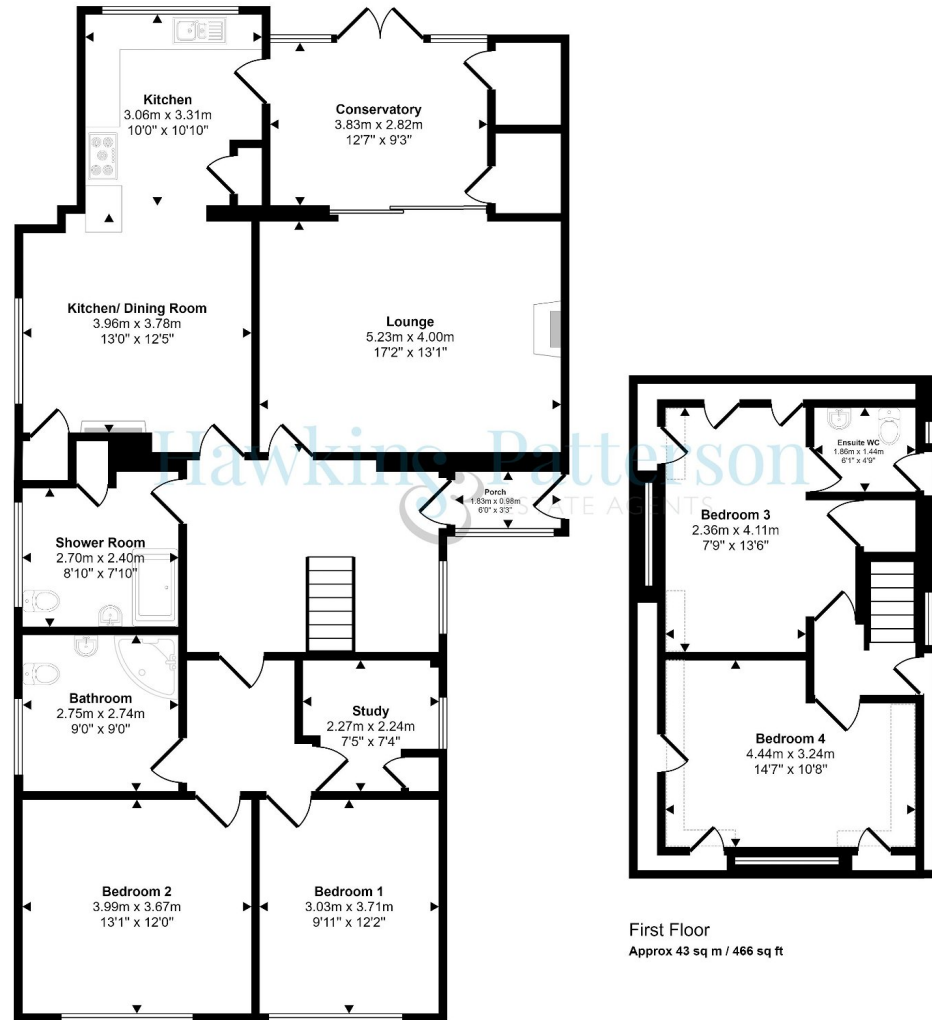 Kitchen
3.06m x 3.31m
10'0" x 10'10"
Conservatory
3.83m x 2.82m
12'7" x 9'3"
Kitchen/ Dining Room
3.96m x 3.78m
13'0" x 12'5"
Lounge
5.23m x 4.00m
17'2" x 13'1"
Hawkins & Patterson
ESTATE AGENTS
Porch
1.83m x 0.98m
6'0" x 3'3"
Shower Room
2.70m x 2.40m
8'10" x 7'10"
Bathroom
2.75m x 2.74m
9'0" x 9'0"
Study
2.27m x 2.24m
7'5" x 7'4"
Bedroom 2
3.99m x 3.67m
13'1" x 12'0"
Bedroom 1
3.03m x 3.71m
9'11" x 12'2"
Ensuite WC
1.86m x 1.44m
6'1" x 4'9"
Bedroom 3
2.36m x 4.11m
7'9" x 13'6"
Bedroom 4
4.44m x 3.24m
14'7" x 10'8"
First Floor
Approx 43 sq m / 466 sq ft